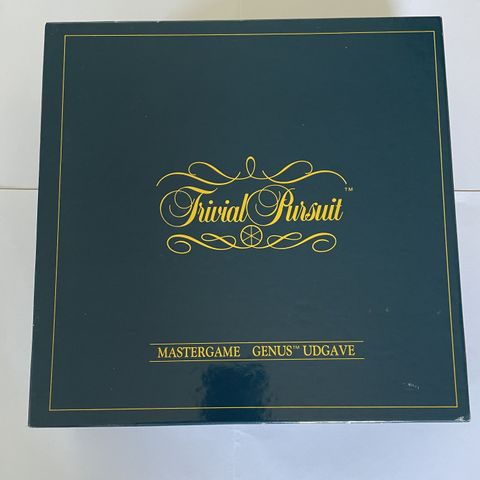 Trivial Pursuit™
MASTERGAME GENUS™ UDGAVE